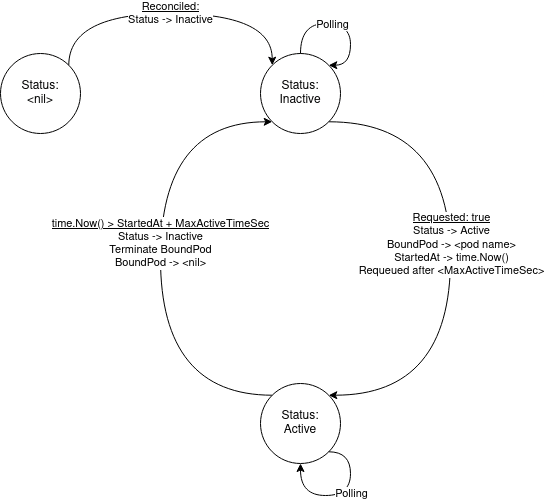 Reconciled:
Status -> Inactive
Polling
Status:
<nil>
Status:
Inactive
time.Now() > StartedAt + MaxActiveTimeSec
Status -> Inactive
Terminate BoundPod
BoundPod -> <nil>
Requested: true
Status -> Active
BoundPod -> <pod name>
StartedAt -> time.Now()
Requeued after <MaxActiveTimeSec>
Status:
Active
Polling